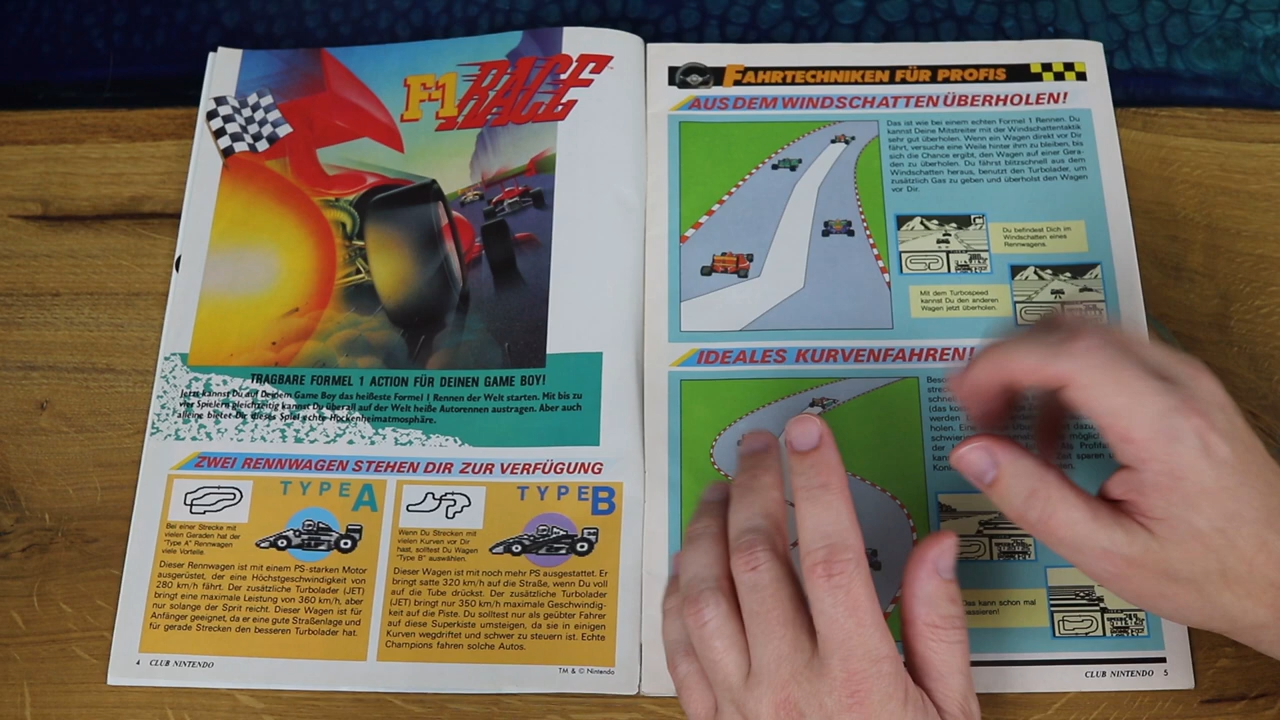 F-1 RACE
TRAGBARE FORMEL 1 ACTION FÜR DEINEN GAME BOY!
Jetzt kannst Du auf Deinem Game Boy das heißeste Formel 1 Rennen der Welt starten. Mit bis zu
vier Spielern gleichzeitig kannst Du überall auf der Welt heiße Autorennen austragen. Aber auch
alleine bietet Dir dieses Spiel echte Hockenheimatmosphäre.
ZWEI RENNWAGEN STEHEN DIR ZUR VERFÜGUNG
TYPE A
Bei einer Strecke mit
vielen Geraden hat der
"Type A" Rennwagen
viele Vorteile.
Dieser Rennwagen ist mit einem PS-starken Motor
ausgerüstet, der eine Höchstgeschwindigkeit von
280 km/h fährt. Der zusätzliche Turbolader (JET)
bringt eine maximale Leistung von 360 km/h, aber
nur solange der Sprit reicht. Dieser Wagen ist für
Anfänger geeignet, da er eine gute Straßenlage und
für gerade Strecken den besseren Turbolader hat.
TYPE B
Wenn Du Strecken mit
vielen Kurven vor Dir
hast, solltest Du Wagen
"Type B" auswählen.
Dieser Wagen ist mit noch mehr PS ausgestattet. Er
bringt satte 320 km/h auf die Straße, wenn Du voll
auf die Tube drückst. Der zusätzliche Turbolader
(JET) bringt nur 350 km/h maximale Geschwindig-
keit auf die Piste. Du solltest nur als geübter Fahrer
auf diese Superkiste umsteigen, da sie in einigen
Kurven wegdriftet und schwer zu steuern ist. Echte
Champions fahren solche Autos.
4 CLUB NINTENDO
TM & © Nintendo
FAHRTECHNIKEN FÜR PROFIS
AUS DEM WINDSCHATTEN ÜBERHOLEN!
Das ist wie bei einem echten Formel 1 Rennen. Du
kannst Deine Mitstreiter mit der Windschattentaktik
sehr gut überholen. Wenn ein Wagen direkt vor Dir
fährt, versuche eine Weile hinter ihm zu bleiben, bis
sich die Chance ergibt, den Wagen auf einer Gera-
den zu überholen. Du fährst blitzschnell aus dem
Windschatten heraus, benutzt den Turbolader, um
zusätzlich Gas zu geben und überholst den Wagen
vor Dir.
Du befindest Dich im
Windschatten eines
Rennwagens.
Mit dem Turbospeed
kannst Du den anderen
Wagen jetzt überholen.
IDEALES KURVENFAHREN!
(das
werden
holen.
der
Das kann schon mal
passieren!
CLUB NINTENDO 5